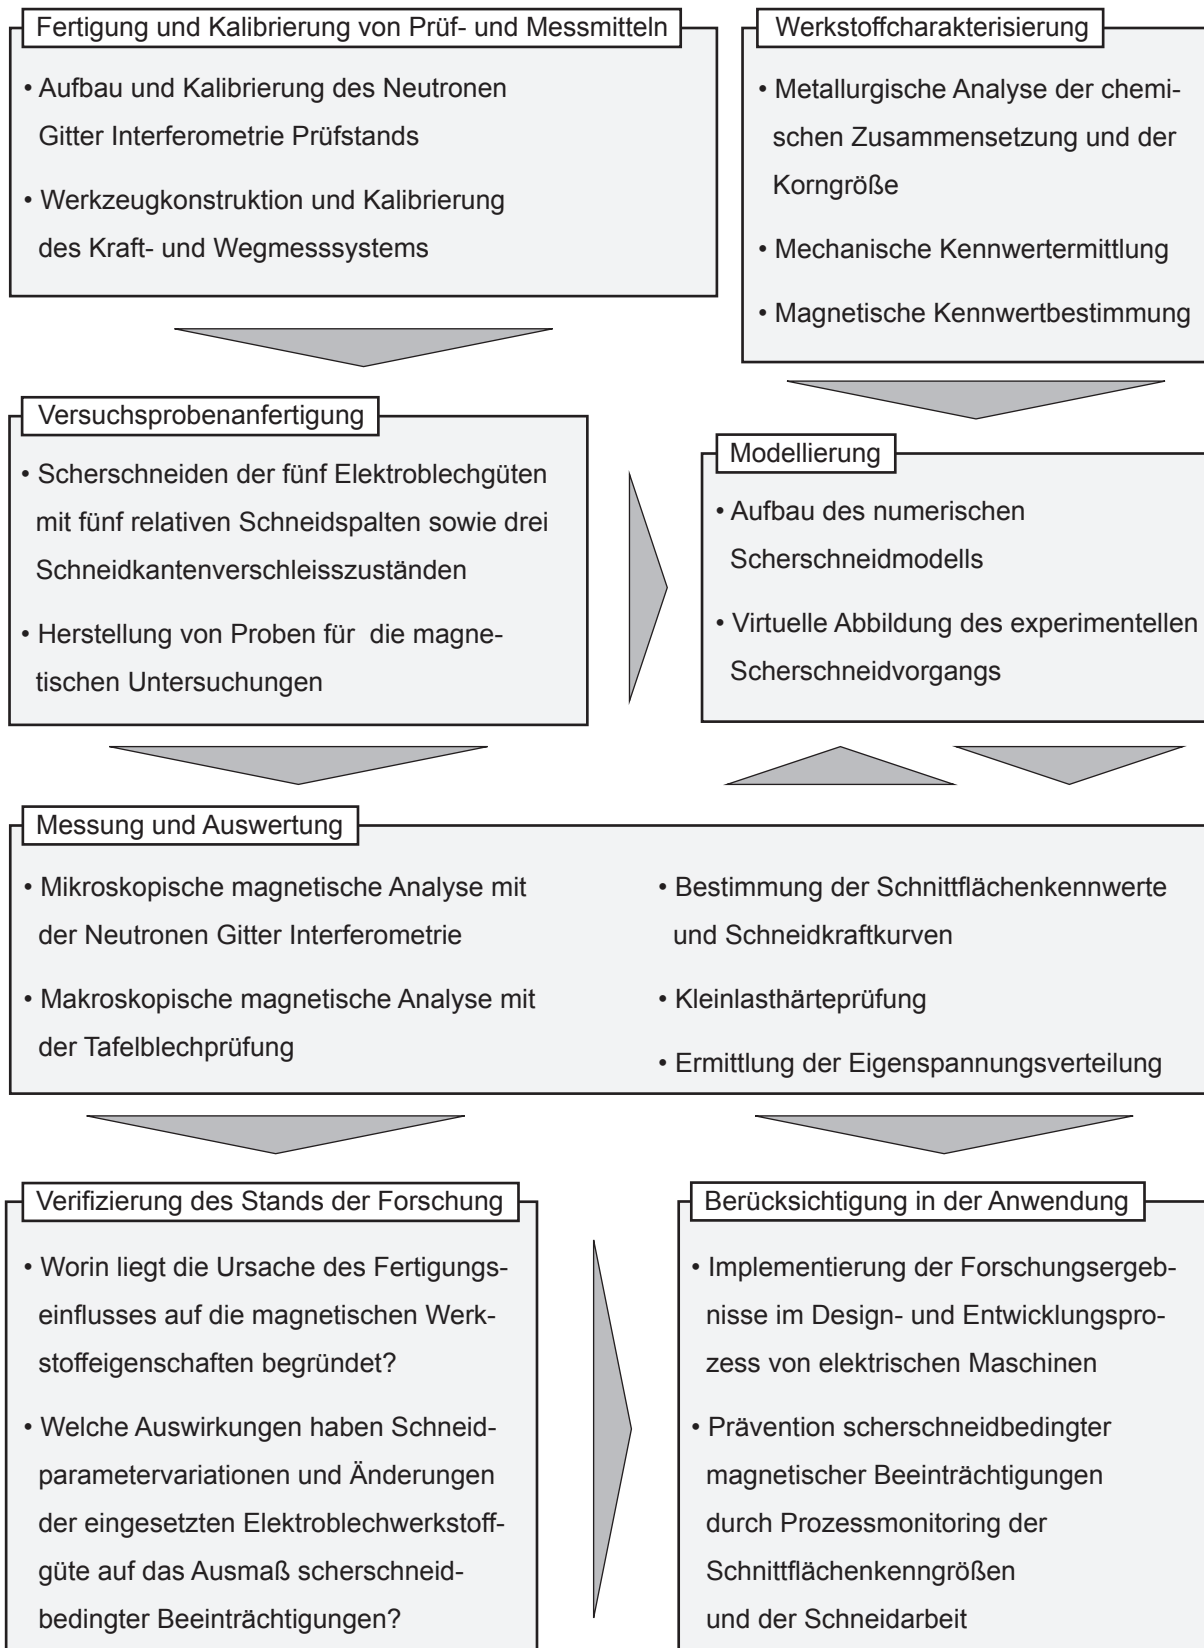 Fertigung und Kalibrierung von Prüf- und Messmitteln
• Aufbau und Kalibrierung des Neutronen
Gitter Interferometrie Prüfstands
• Werkzeugkonstruktion und Kalibrierung
des Kraft- und Wegmesssystems
Werkstoffcharakterisierung
• Metallurgische Analyse der chemi-
schen Zusammensetzung und der
Korngröße
• Mechanische Kennwertermittlung
• Magnetische Kennwertbestimmung
Versuchsprobenanfertigung
• Scherschneiden der fünf Elektroblechgüten
mit fünf relativen Schneidspalten sowie drei
Schneidkantenverschleisszuständen
• Herstellung von Proben für die magne-
tischen Untersuchungen
Modellierung
• Aufbau des numerischen
Scherschneidmodells
• Virtuelle Abbildung des experimentellen
Scherschneidvorgangs
Messung und Auswertung
• Mikroskopische magnetische Analyse mit
der Neutronen Gitter Interferometrie
• Makroskopische magnetische Analyse mit
der Tafelblechprüfung
• Bestimmung der Schnittflächenkennwerte
und Schneidkraftkurven
• Kleinlasthärteprüfung
• Ermittlung der Eigenspannungsverteilung
Verifizierung des Stands der Forschung
• Worin liegt die Ursache des Fertigungs-
einflusses auf die magnetischen Werk-
stoffeigenschaften begründet?
• Welche Auswirkungen haben Schneid-
parametervariationen und Änderungen
der eingesetzten Elektroblechwerkstoff-
güte auf das Ausmaß scherschneid-
bedingter Beeinträchtigungen?
Berücksichtigung in der Anwendung
• Implementierung der Forschungsergeb-
nisse im Design- und Entwicklungspro-
zess von elektrischen Maschinen
• Prävention scherschneidbedingter
magnetischer Beeinträchtigungen
durch Prozessmonitoring der
Schnittflächenkenngrößen
und der Schneidarbeit